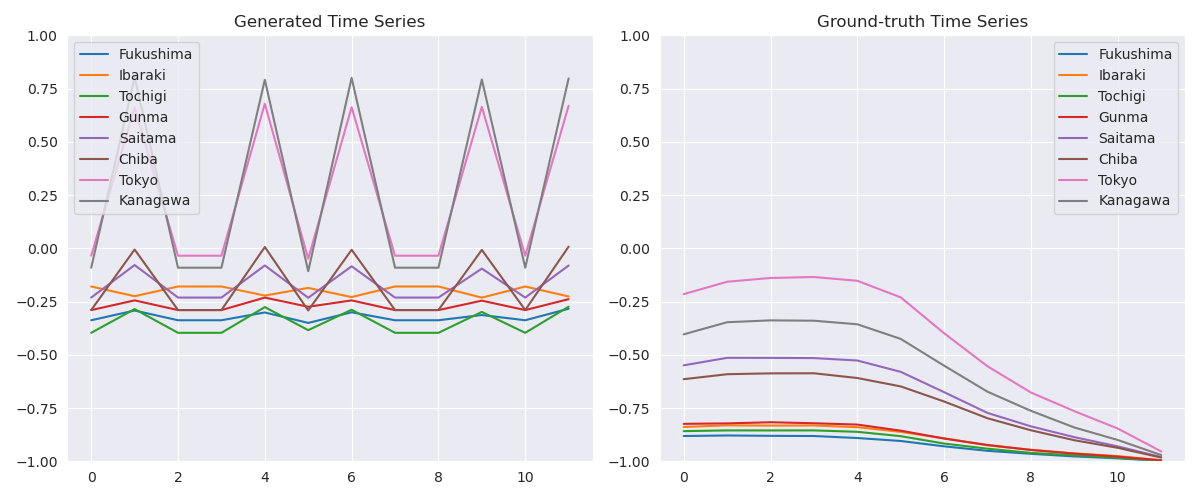 Generated Time Series
1.00
0.75
0.50
0.25
0.00
−0.25
−0.50
−0.75
−1.00
0
2
4
6
8
10
Fukushima
Ibaraki
Tochigi
Gunma
Saitama
Chiba
Tokyo
Kanagawa
Ground-truth Time Series
1.00
0.75
0.50
0.25
0.00
−0.25
−0.50
−0.75
−1.00
0
2
4
6
8
10
Fukushima
Ibaraki
Tochigi
Gunma
Saitama
Chiba
Tokyo
Kanagawa